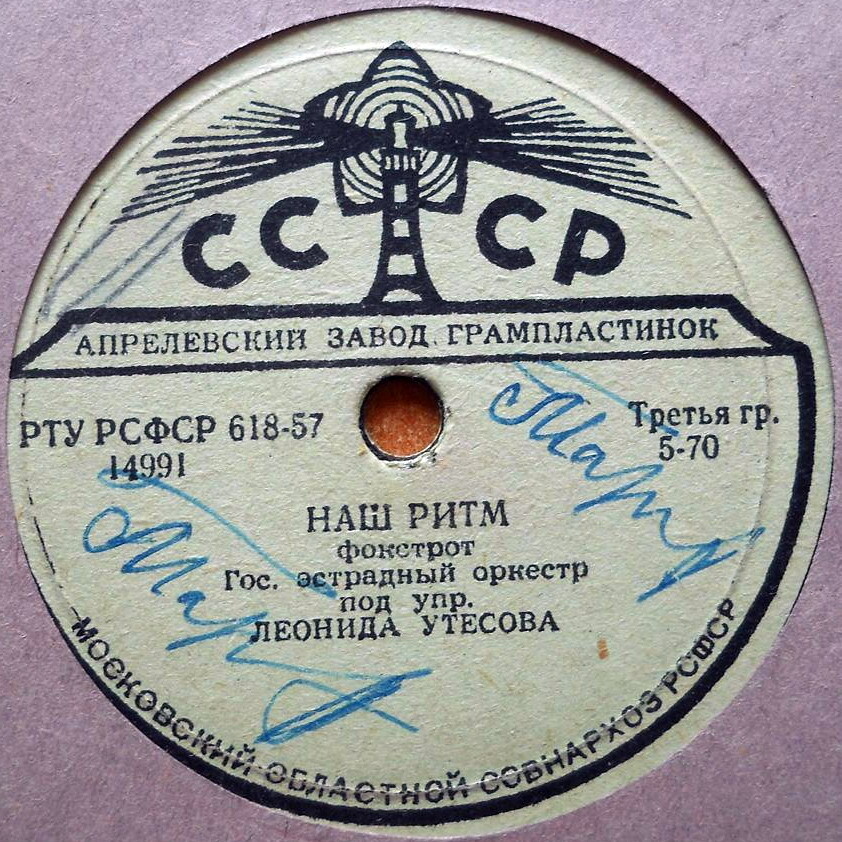 СССР
АПРЕЛЕВСКИЙ ЗАВОД ГРАМПЛАСТИНОК
РТУ РСФСР 618-57
14991
Третья гр.
5-70
НАШ РИТМ
фокстрот
Гос. эстрадный оркестр
под упр.
ЛЕОНИДА УТЕСОВА
МОСКОВСКИЙ ОБЛАСТНОЙ СОВНАРХОЗ РСФСР